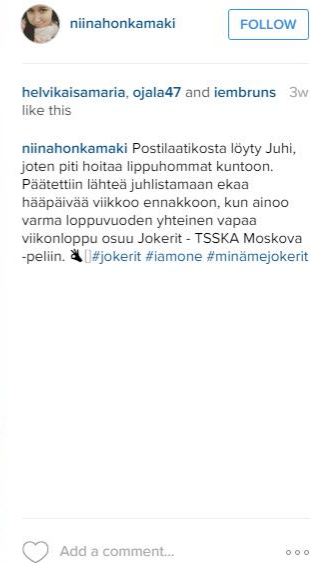 niinahonkamaki
FOLLOW
helvikaisamaria, ojala47 and iembruns 3w
like this
niinahonkamaki Postilaatikosta löyty Juhi,
joten piti hoitaa lippuhommat kuntoon.
Päätettiin lähteä juhlistamaan ekaa
hääpäivää viikkoo ennakkoon, kun ainoo
varma loppuvuoden yhteinen vapaa
viikonloppu osuu Jokerit - TSSKA Moskova
-peliin. 👌 #jokerit #iamone #minämejokerit
Add a comment...